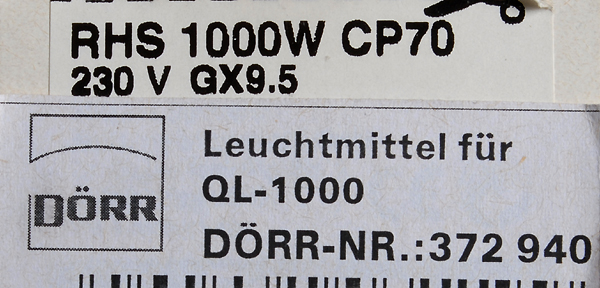 RHS 1000W CP70
230 V GX9.5
DÖRR
Leuchtmittel für
QL-1000
DÖRR-NR.:372 940